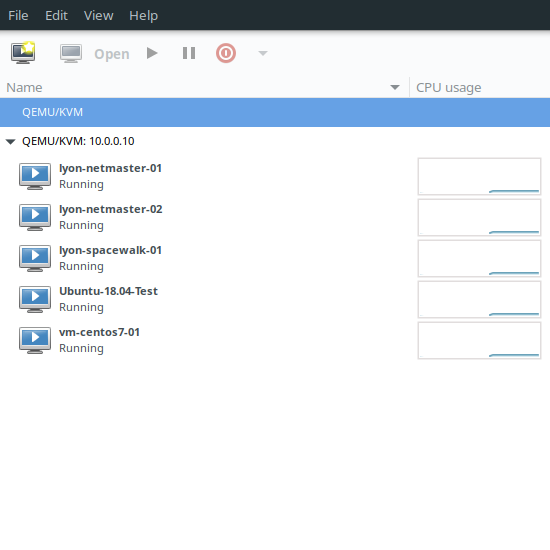 File Edit View Help
Open
Name CPU usage
QEMU/KVM
QEMU/KVM: 10.0.0.10
lyon-netmaster-01
Running
lyon-netmaster-02
Running
lyon-spacewalk-01
Running
Ubuntu-18.04-Test
Running
vm-centos7-01
Running